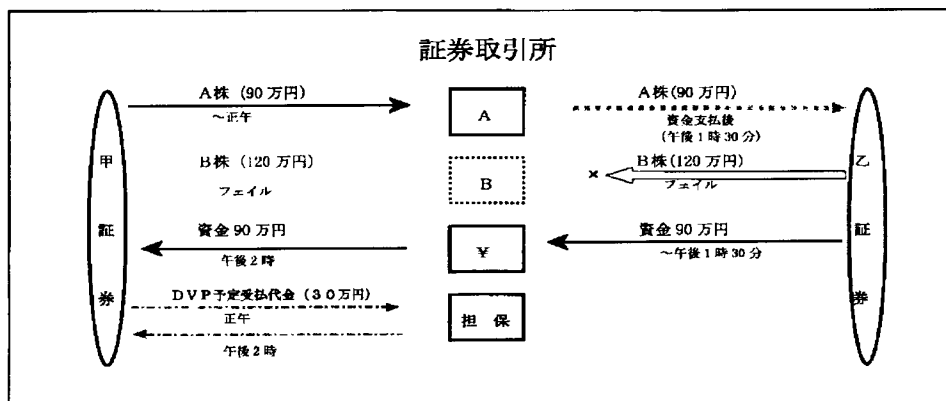 証券取引所
A株 (90万円)
～正午
A
A株(90万円)
資金支払後
(午後1時30分)
甲証券
B株 (120万円)
フェイル
B
×
B株(120万円)
フェイル
乙証券
資金90万円
午後2時
¥
資金90万円
～午後1時30分
DVP予定受払代金 (30万円)
正午
担 保
午後2時